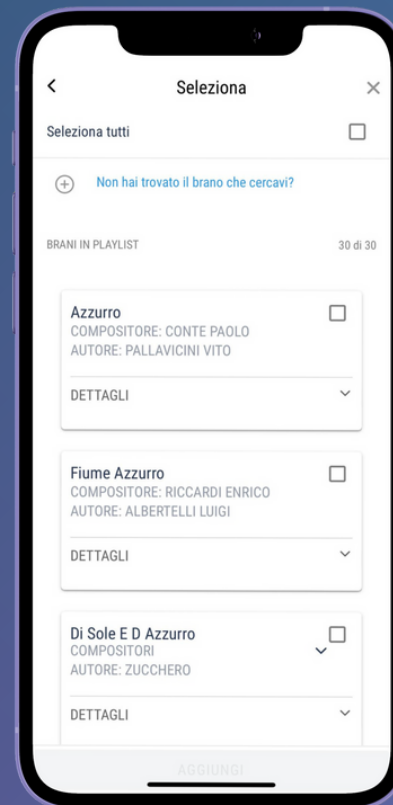 Seleziona
Seleziona tutti
Non hai trovato il brano che cercavi?
BRANI IN PLAYLIST 30 di 30
Azzurro
COMPOSITORE: CONTE PAOLO
AUTORE: PALLAVICINI VITO
DETTAGLI
Fiume Azzurro
COMPOSITORE: RICCARDI ENRICO
AUTORE: ALBERTELLI LUIGI
DETTAGLI
Di Sole E D Azzurro
COMPOSITORI
AUTORE: ZUCCHERO
DETTAGLI
AGGIUNGI